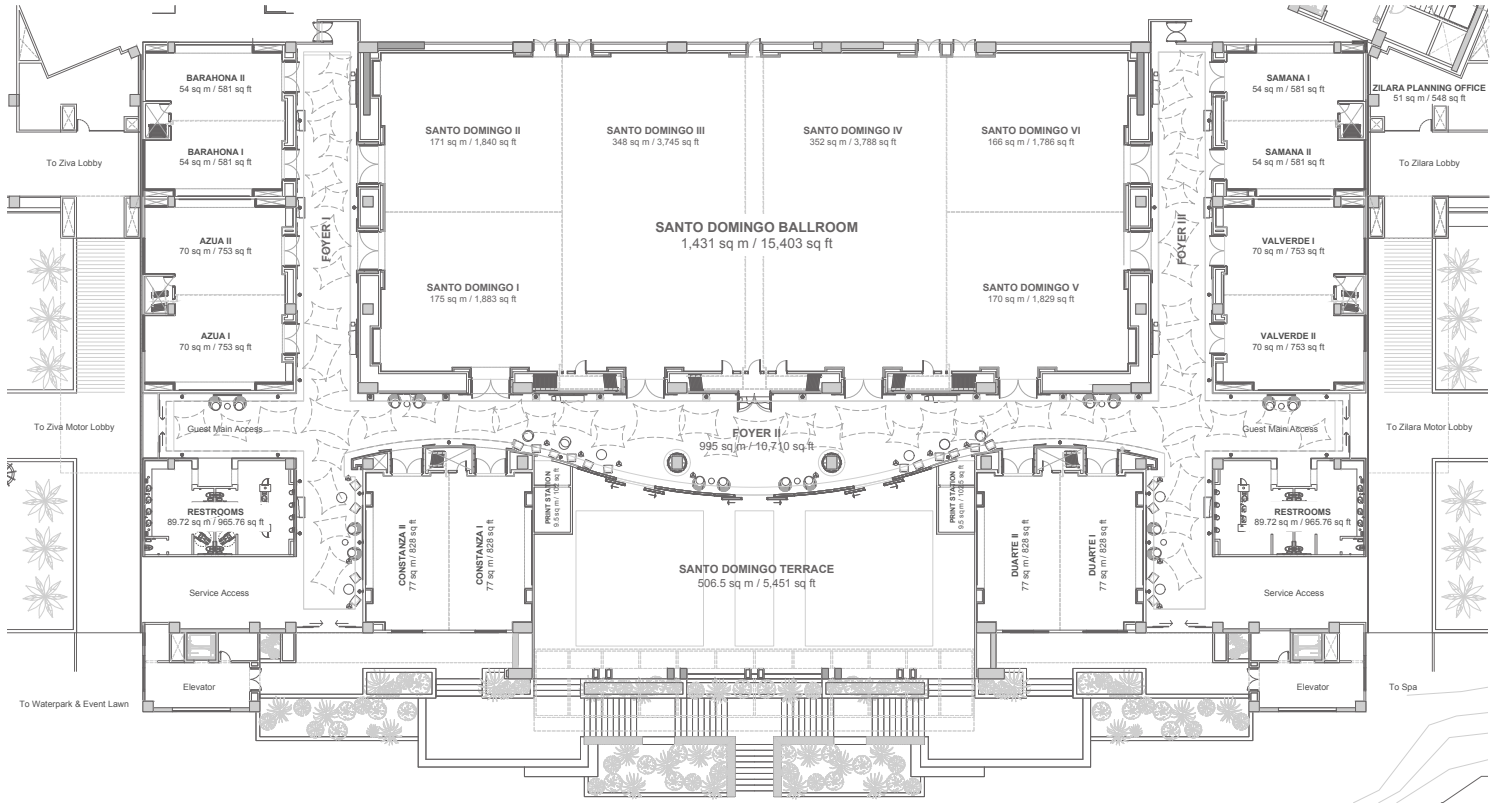 BARAHONA II
54 sq m / 581 sq ft
BARAHONA I
54 sq m / 581 sq ft
To Ziva Lobby
AZUA II
70 sq m / 753 sq ft
AZUA I
70 sq m / 753 sq ft
To Ziva Motor Lobby
Guest Main Access
FOYER I
SANTO DOMINGO II
171 sq m / 1,840 sq ft
SANTO DOMINGO III
348 sq m / 3,745 sq ft
SANTO DOMINGO IV
352 sq m / 3,788 sq ft
SANTO DOMINGO VI
166 sq m / 1,786 sq ft
SANTO DOMINGO BALLROOM
1,431 sq m / 15,403 sq ft
SANTO DOMINGO I
175 sq m / 1,883 sq ft
SANTO DOMINGO V
170 sq m / 1,829 sq ft
FOYER III
SAMANA I
54 sq m / 581 sq ft
SAMANA II
54 sq m / 581 sq ft
ZILARA PLANNING OFFICE
51 sq m / 548 sq ft
To Zilara Lobby
VALVERDE I
70 sq m / 753 sq ft
VALVERDE II
70 sq m / 753 sq ft
Guest Main Access
To Zilara Motor Lobby
FOYER II
995 sq m / 10,710 sq ft
RESTROOMS
89.72 sq m / 965.76 sq ft
Service Access
CONSTANZA II
77 sq m / 828 sq ft
CONSTANZA I
77 sq m / 828 sq ft
PRINT STATION
SANTO DOMINGO TERRACE
506.5 sq m / 5,451 sq ft
PRINT STATION
DUARTE II
77 sq m / 828 sq ft
DUARTE I
77 sq m / 828 sq ft
RESTROOMS
89.72 sq m / 965.76 sq ft
Service Access
Elevator
To Waterpark & Event Lawn
Elevator
To Spa